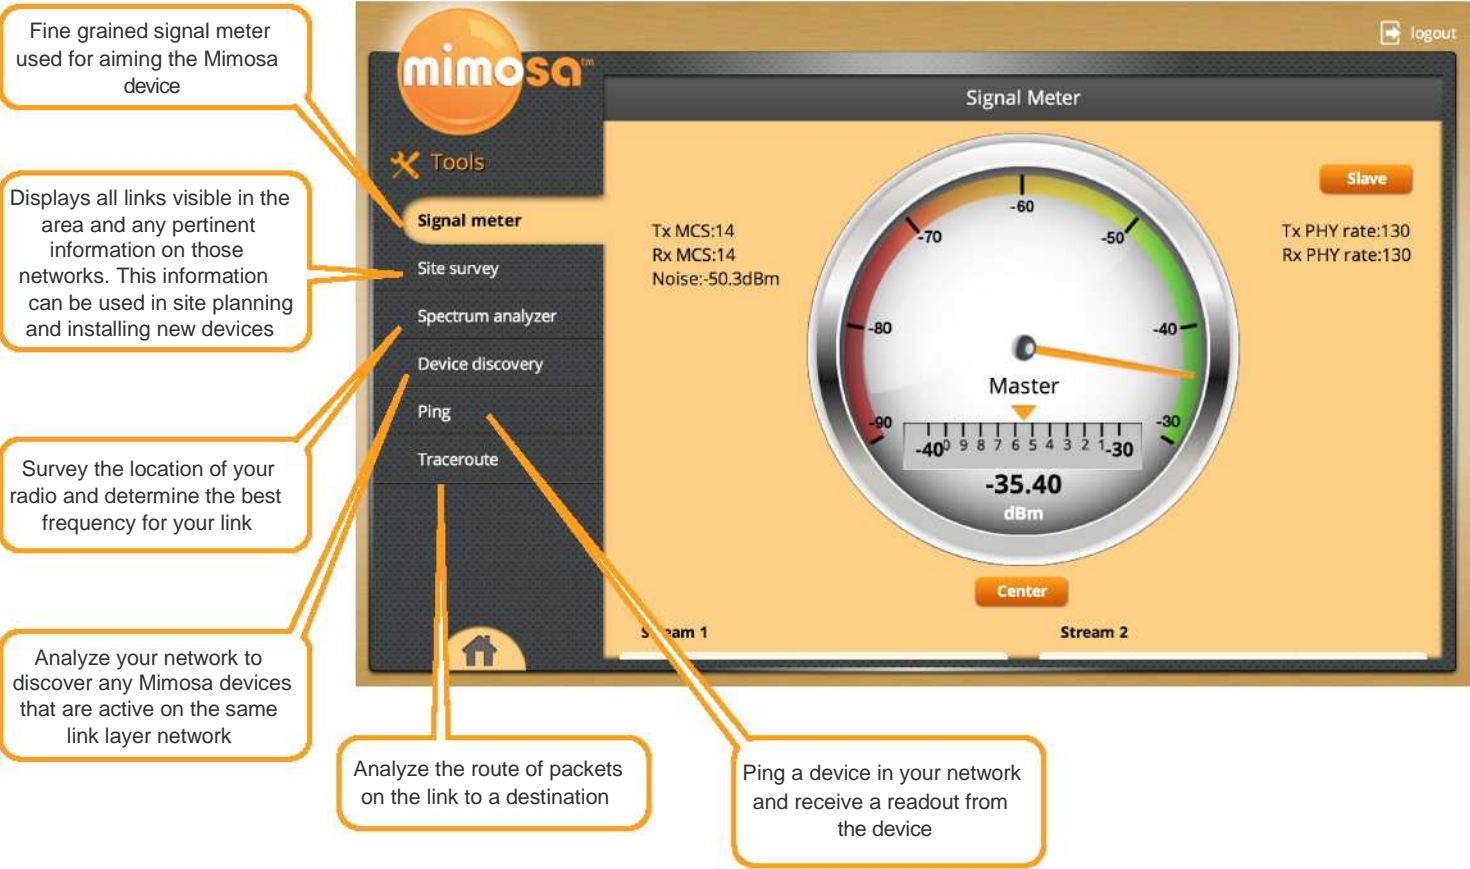 Fine grained signal meter
used for aiming the Mimosa
device
Displays all links visible in the
area and any pertinent
information on those
networks. This information
can be used in site planning
and installing new devices
Survey the location of your
radio and determine the best
frequency for your link
Analyze your network to
discover any Mimosa devices
that are active on the same
link layer network
mimosa™
Tools
Signal meter
Site survey
Spectrum analyzer
Device discovery
Ping
Traceroute
logout
Signal Meter
Slave
Tx MCS:14
Rx MCS:14
Noise:-50.3dBm
Tx PHY rate:130
Rx PHY rate:130
-60
-70
-50
-80
-40
-90
-30
Master
-40 0 9 8 7 6 5 4 3 2 1 -30
-35.40
dBm
Center
Stream 1
Stream 2
Analyze the route of packets
on the link to a destination
Ping a device in your network
and receive a readout from
the device